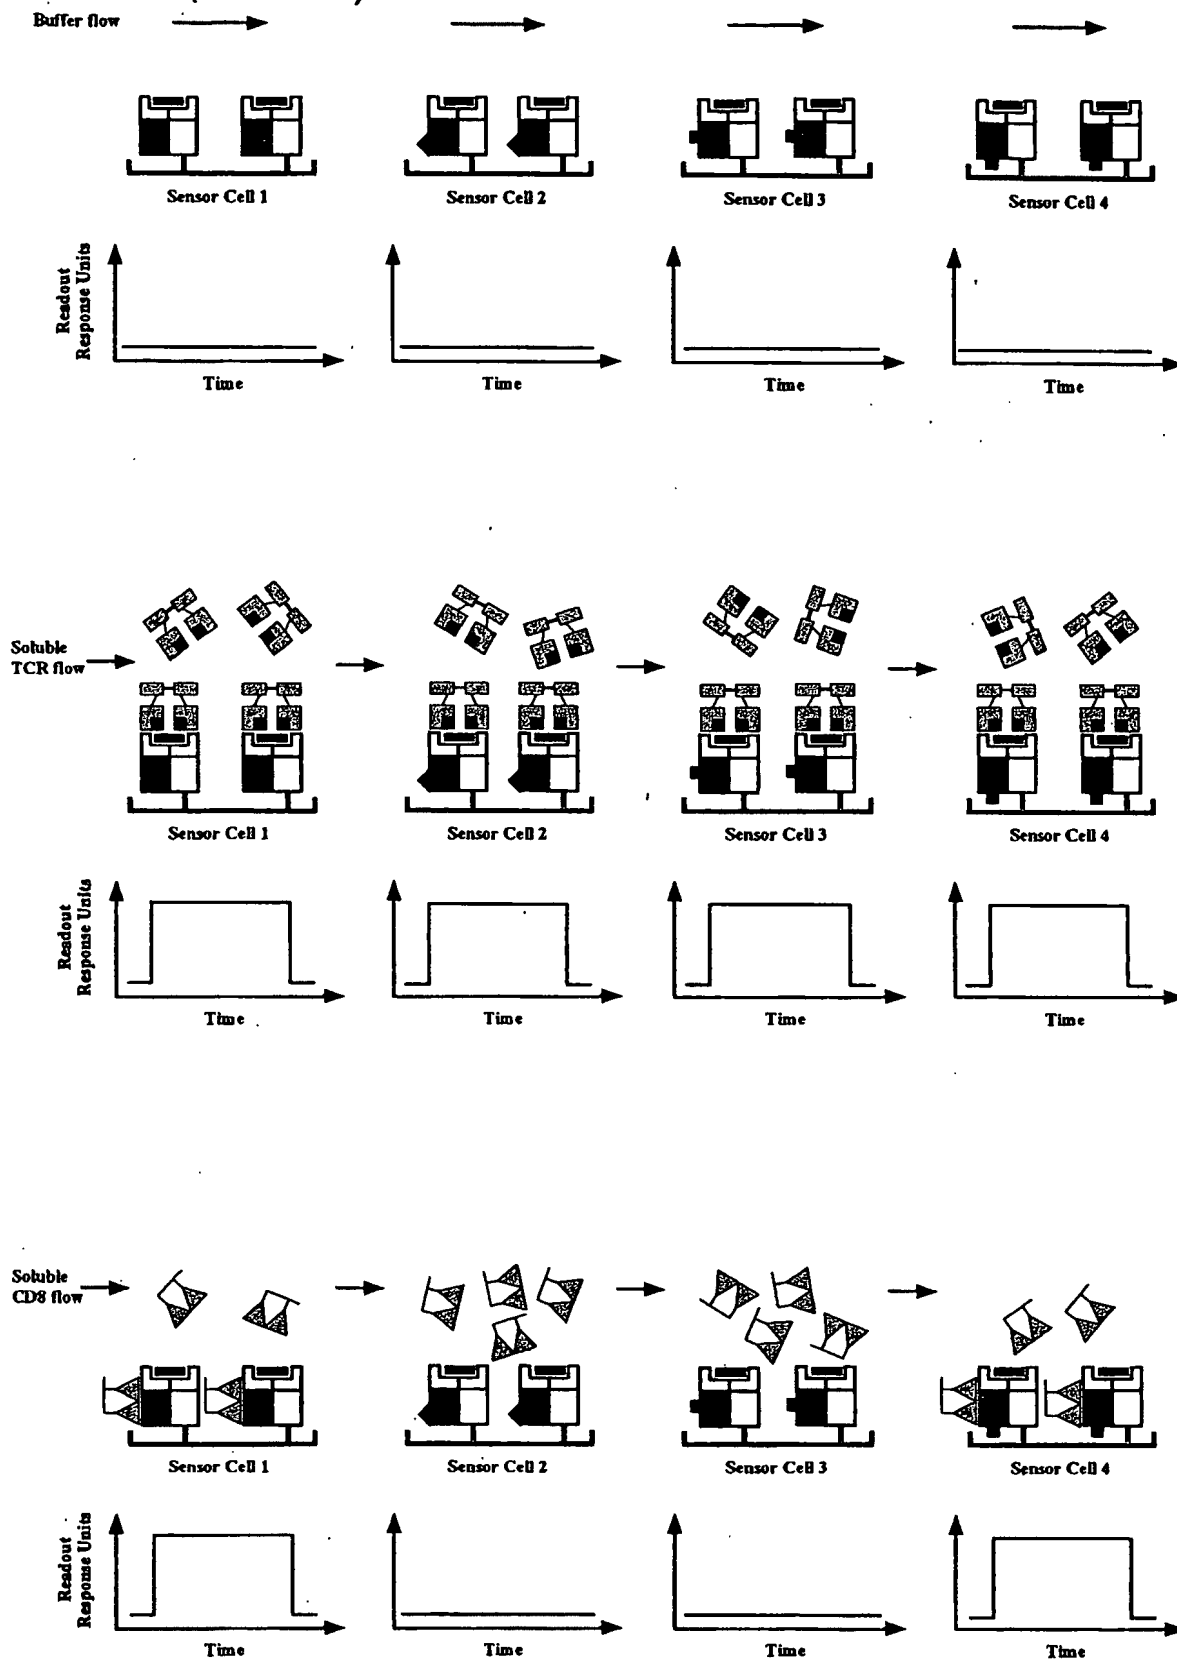 Buffer flow
Sensor Cell 1
Sensor Cell 2
Sensor Cell 3
Sensor Cell 4
Readout
Response Units
Time
Time
Time
Time
Soluble
TCR flow
Sensor Cell 1
Sensor Cell 2
Sensor Cell 3
Sensor Cell 4
Readout
Response Units
Time
Time
Time
Time
Soluble
CD8 flow
Sensor Cell 1
Sensor Cell 2
Sensor Cell 3
Sensor Cell 4
Readout
Response Units
Time
Time
Time
Time